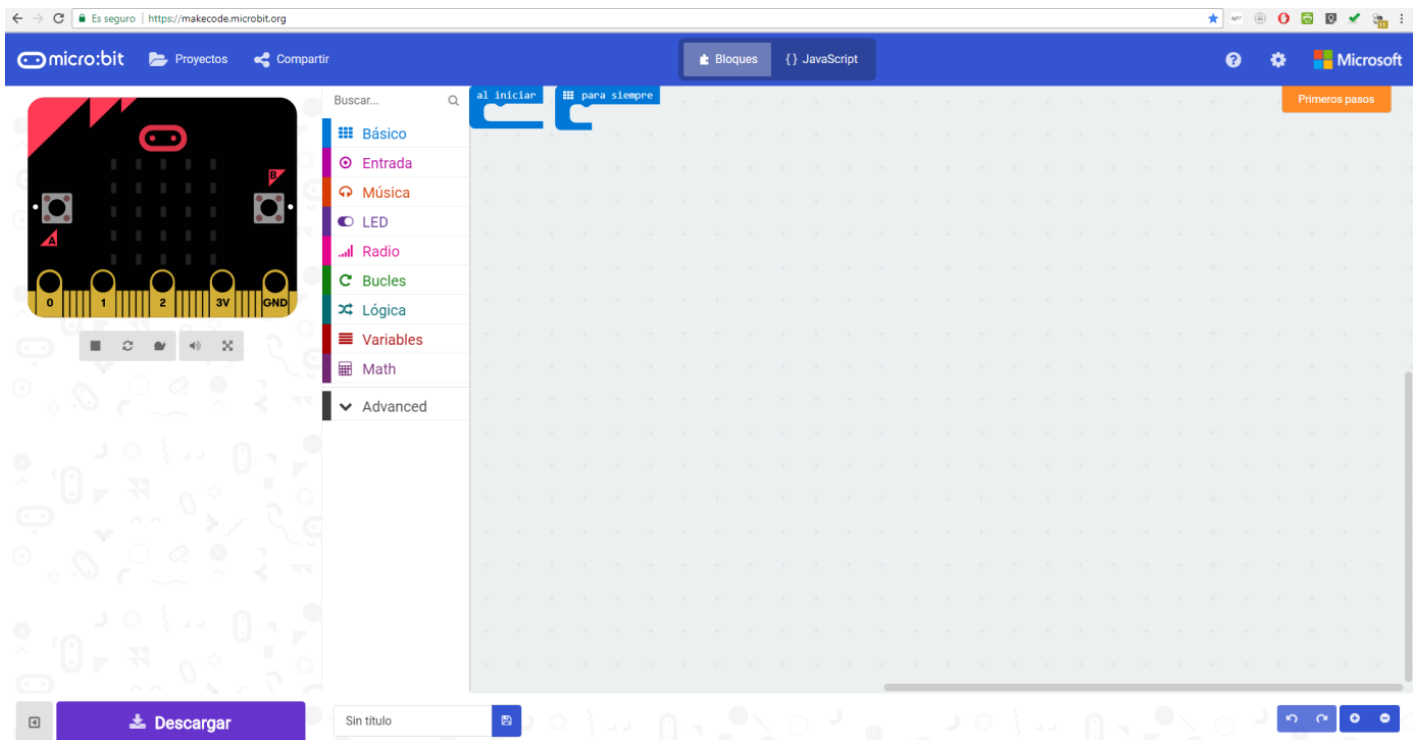 Es seguro | https://makecode.microbit.org
micro:bit Proyectos Compartir Bloques {} JavaScript ? Microsoft
Buscar...
al iniciar
para siempre
Primeros pasos
B
A
0 1 2 3V GND
Básico
Entrada
Música
LED
Radio
Bucles
Lógica
Variables
Math
Advanced
Descargar
Sin título